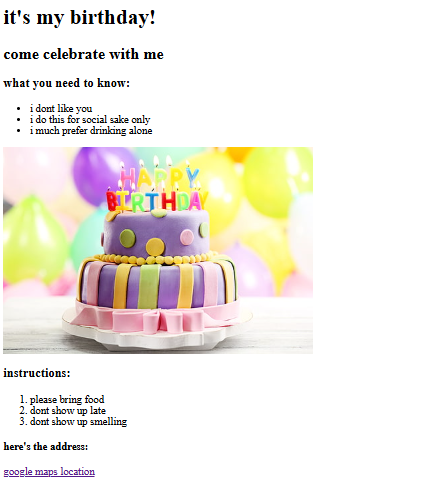 it's my birthday!
come celebrate with me
what you need to know:
i dont like you
i do this for social sake only
i much prefer drinking alone
HAPPY
BIRTHDAY
instructions:
1. please bring food
2. dont show up late
3. dont show up smelling
here's the address:
google maps location